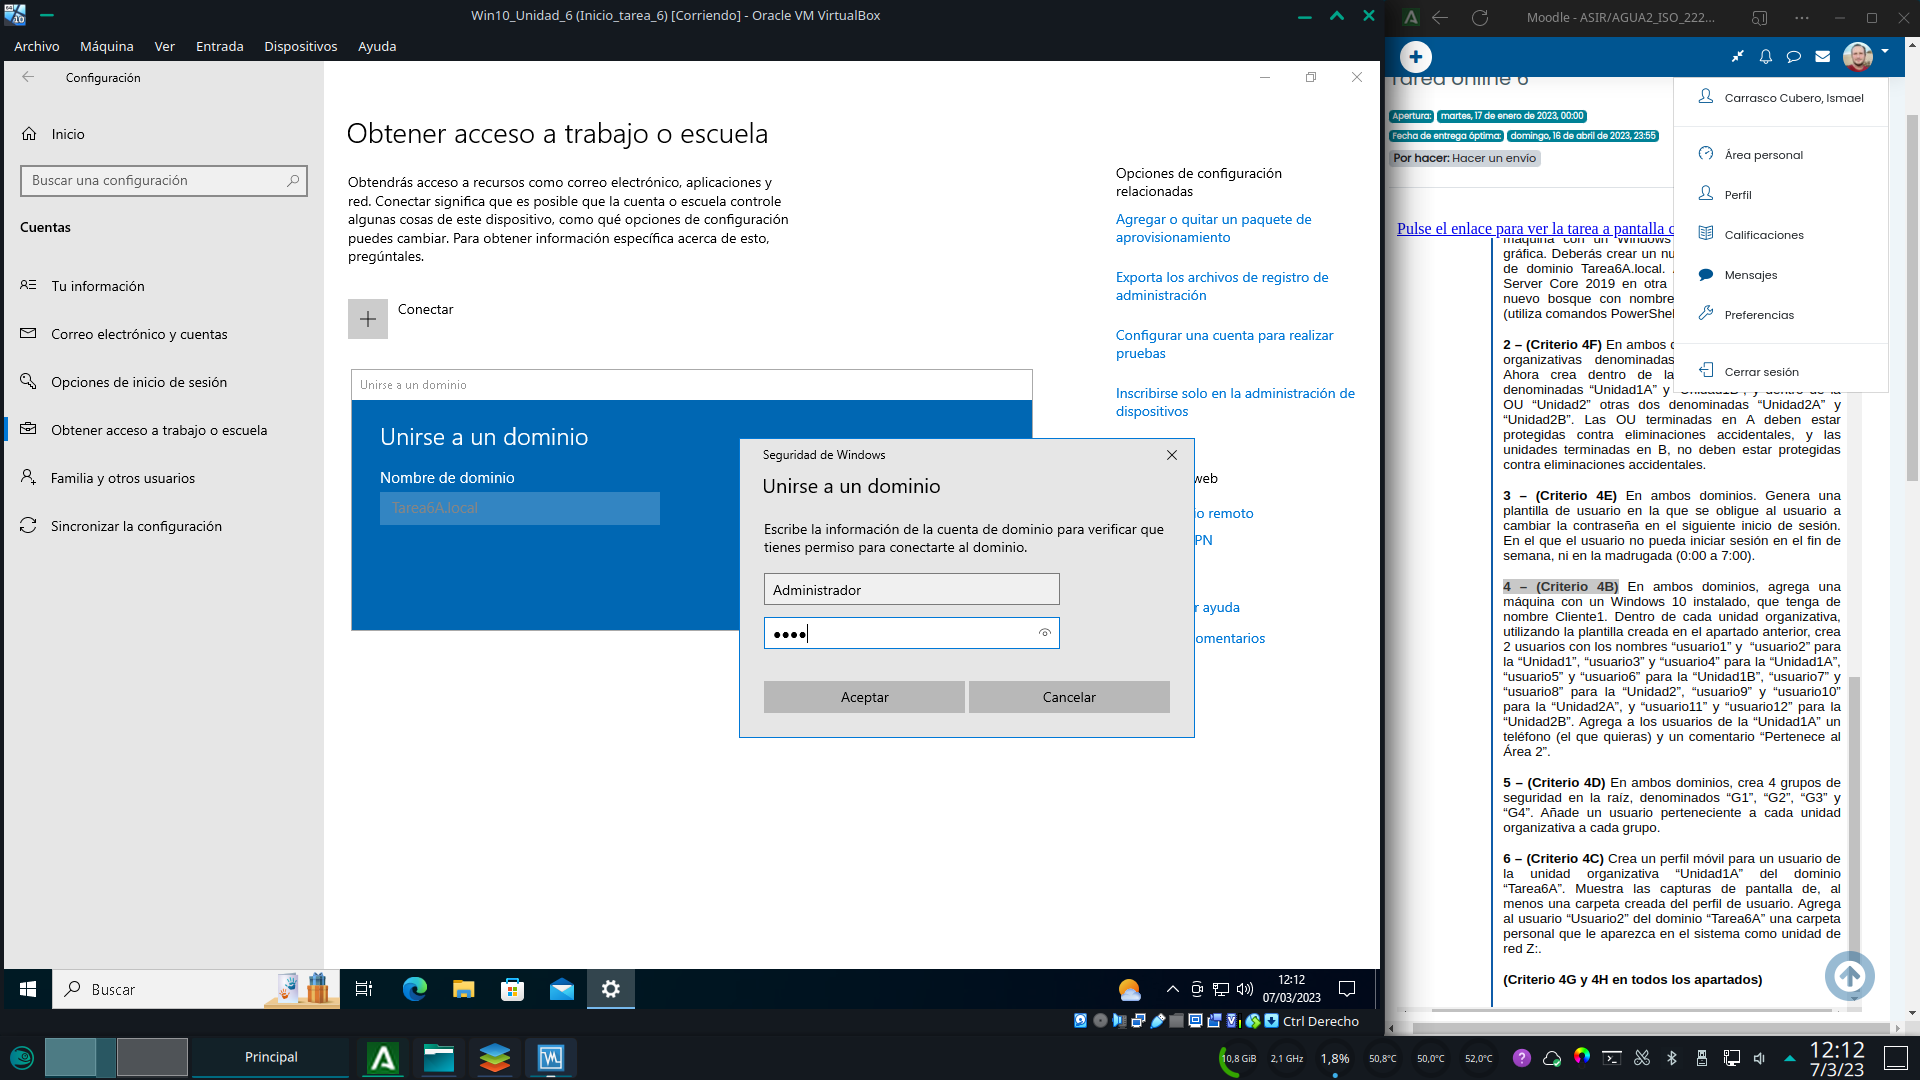 Win10_Unidad_6 (Inicio_tarea_6) [Corriendo] - Oracle VM VirtualBox
Archivo Máquina Ver Entrada Dispositivos Ayuda
Configuración
Inicio
Buscar una configuración
Cuentas
Tu información
Correo electrónico y cuentas
Opciones de inicio de sesión
Obtener acceso a trabajo o escuela
Familia y otros usuarios
Sincronizar la configuración
Obtener acceso a trabajo o escuela
Obtendrás acceso a recursos como correo electrónico, aplicaciones y
red. Conectar significa que es posible que la cuenta o escuela controle
algunas cosas de este dispositivo, como qué opciones de configuración
puedes cambiar. Para obtener información específica acerca de esto,
pregúntales.
Conectar
Opciones de configuración
relacionadas
Agregar o quitar un paquete de
aprovisionamiento
Exporta los archivos de registro de
administración
Configurar una cuenta para realizar
pruebas
Inscribirse solo en la administración de
dispositivos
web
io remoto
PN
r ayuda
omentarios
Unirse a un dominio
Unirse a un dominio
Nombre de dominio
Tarea6A.local
Seguridad de Windows
Unirse a un dominio
Escribe la información de la cuenta de dominio para verificar que
tienes permiso para conectarte al dominio.
Administrador
●●●●
Aceptar Cancelar
Buscar
12:12
07/03/2023
Ctrl Derecho
Moodle - ASIR/AGUA2_ISO_222...
Tarea online 6
Apertura: martes, 17 de enero de 2023, 00:00
Fecha de entrega óptima: domingo, 16 de abril de 2023, 23:55
Por hacer: Hacer un envío
Carrasco Cubero, Ismael
Área personal
Perfil
Calificaciones
Mensajes
Preferencias
Cerrar sesión
Pulse el enlace para ver la tarea a pantalla c
máquina con un Windows
gráfica. Deberás crear un nu
de dominio Tarea6A.local.
Server Core 2019 en otra
nuevo bosque con nombre
(utiliza comandos PowerShel
2 – (Criterio 4F) En ambos d
organizativas denominadas
Ahora crea dentro de la
denominadas “Unidad1A” y “Unidad1B”, y dentro de la
OU “Unidad2” otras dos denominadas “Unidad2A” y
“Unidad2B”. Las OU terminadas en A deben estar
protegidas contra eliminaciones accidentales, y las
unidades terminadas en B, no deben estar protegidas
contra eliminaciones accidentales.
3 – (Criterio 4E) En ambos dominios. Genera una
plantilla de usuario en la que se obligue al usuario a
cambiar la contraseña en el siguiente inicio de sesión.
En el que el usuario no pueda iniciar sesión en el fin de
semana, ni en la madrugada (0:00 a 7:00).
4 – (Criterio 4B) En ambos dominios, agrega una
máquina con un Windows 10 instalado, que tenga de
nombre Cliente1. Dentro de cada unidad organizativa,
utilizando la plantilla creada en el apartado anterior, crea
2 usuarios con los nombres “usuario1” y “usuario2” para
la “Unidad1”, “usuario3” y “usuario4” para la “Unidad1A”,
“usuario5” y “usuario6” para la “Unidad1B”, “usuario7” y
“usuario8” para la “Unidad2”, “usuario9” y “usuario10”
para la “Unidad2A”, y “usuario11” y “usuario12” para la
“Unidad2B”. Agrega a los usuarios de la “Unidad1A” un
teléfono (el que quieras) y un comentario “Pertenece al
Área 2”.
5 – (Criterio 4D) En ambos dominios, crea 4 grupos de
seguridad en la raíz, denominados “G1”, “G2”, “G3” y
“G4”. Añade un usuario perteneciente a cada unidad
organizativa a cada grupo.
6 – (Criterio 4C) Crea un perfil móvil para un usuario de
la unidad organizativa “Unidad1A” del dominio
“Tarea6A”. Muestra las capturas de pantalla de, al
menos una carpeta creada del perfil de usuario. Agrega
al usuario “Usuario2” del dominio “Tarea6A” una carpeta
personal que le aparezca en el sistema como unidad de
red Z:.
(Criterio 4G y 4H en todos los apartados)
Principal
10,8 GiB 2,1 GHz 1,8% 50,8°C 50,0°C 52,0°C
12:12
7/3/23